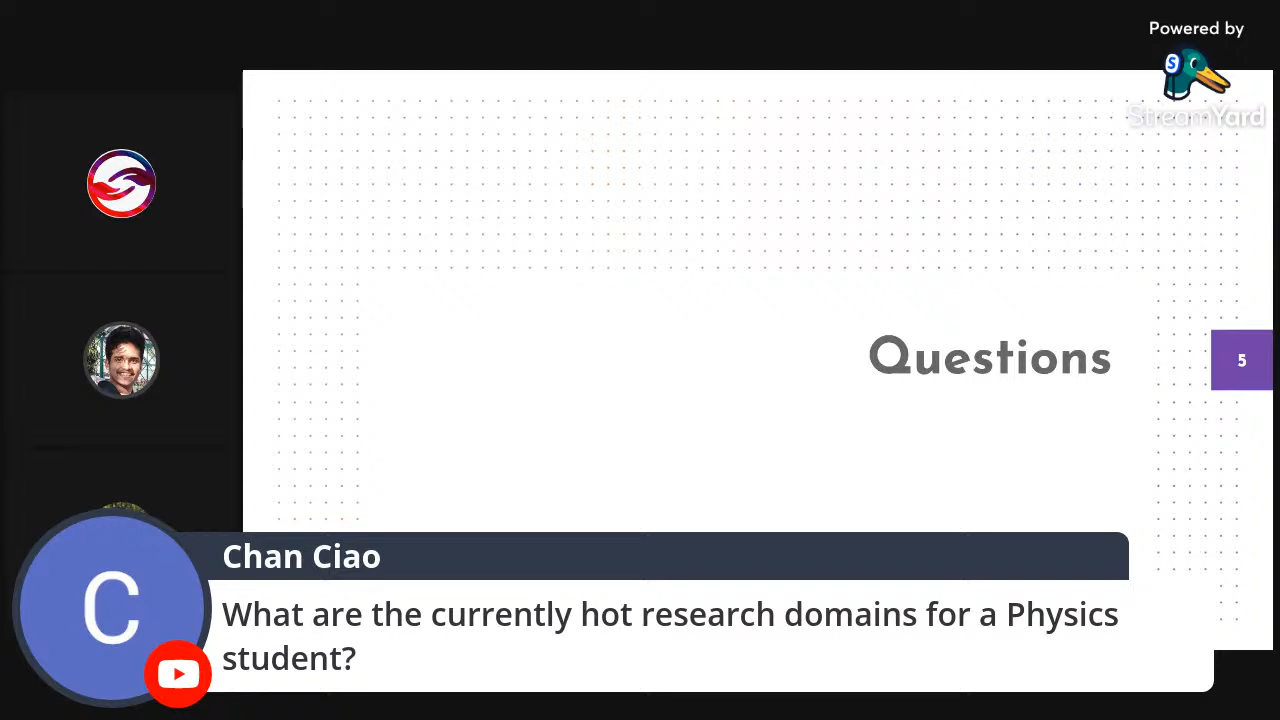 Powered by
S
StreamYard
Questions
5
C
Chan Ciao
What are the currently hot research domains for a Physics
student?